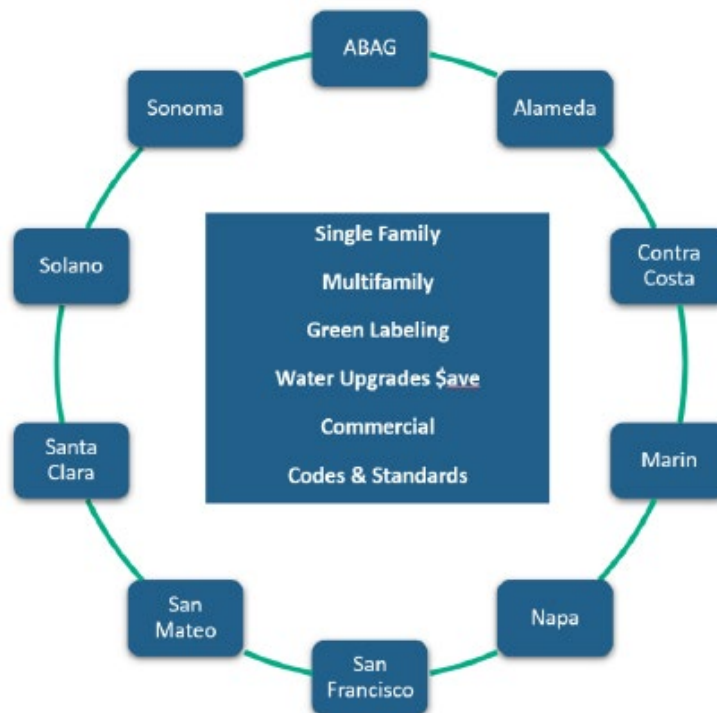 ABAG
Alameda
Contra
Costa
Marin
Napa
San
Francisco
San
Mateo
Santa
Clara
Solano
Sonoma
Single Family
Multifamily
Green Labeling
Water Upgrades $ave
Commercial
Codes & Standards